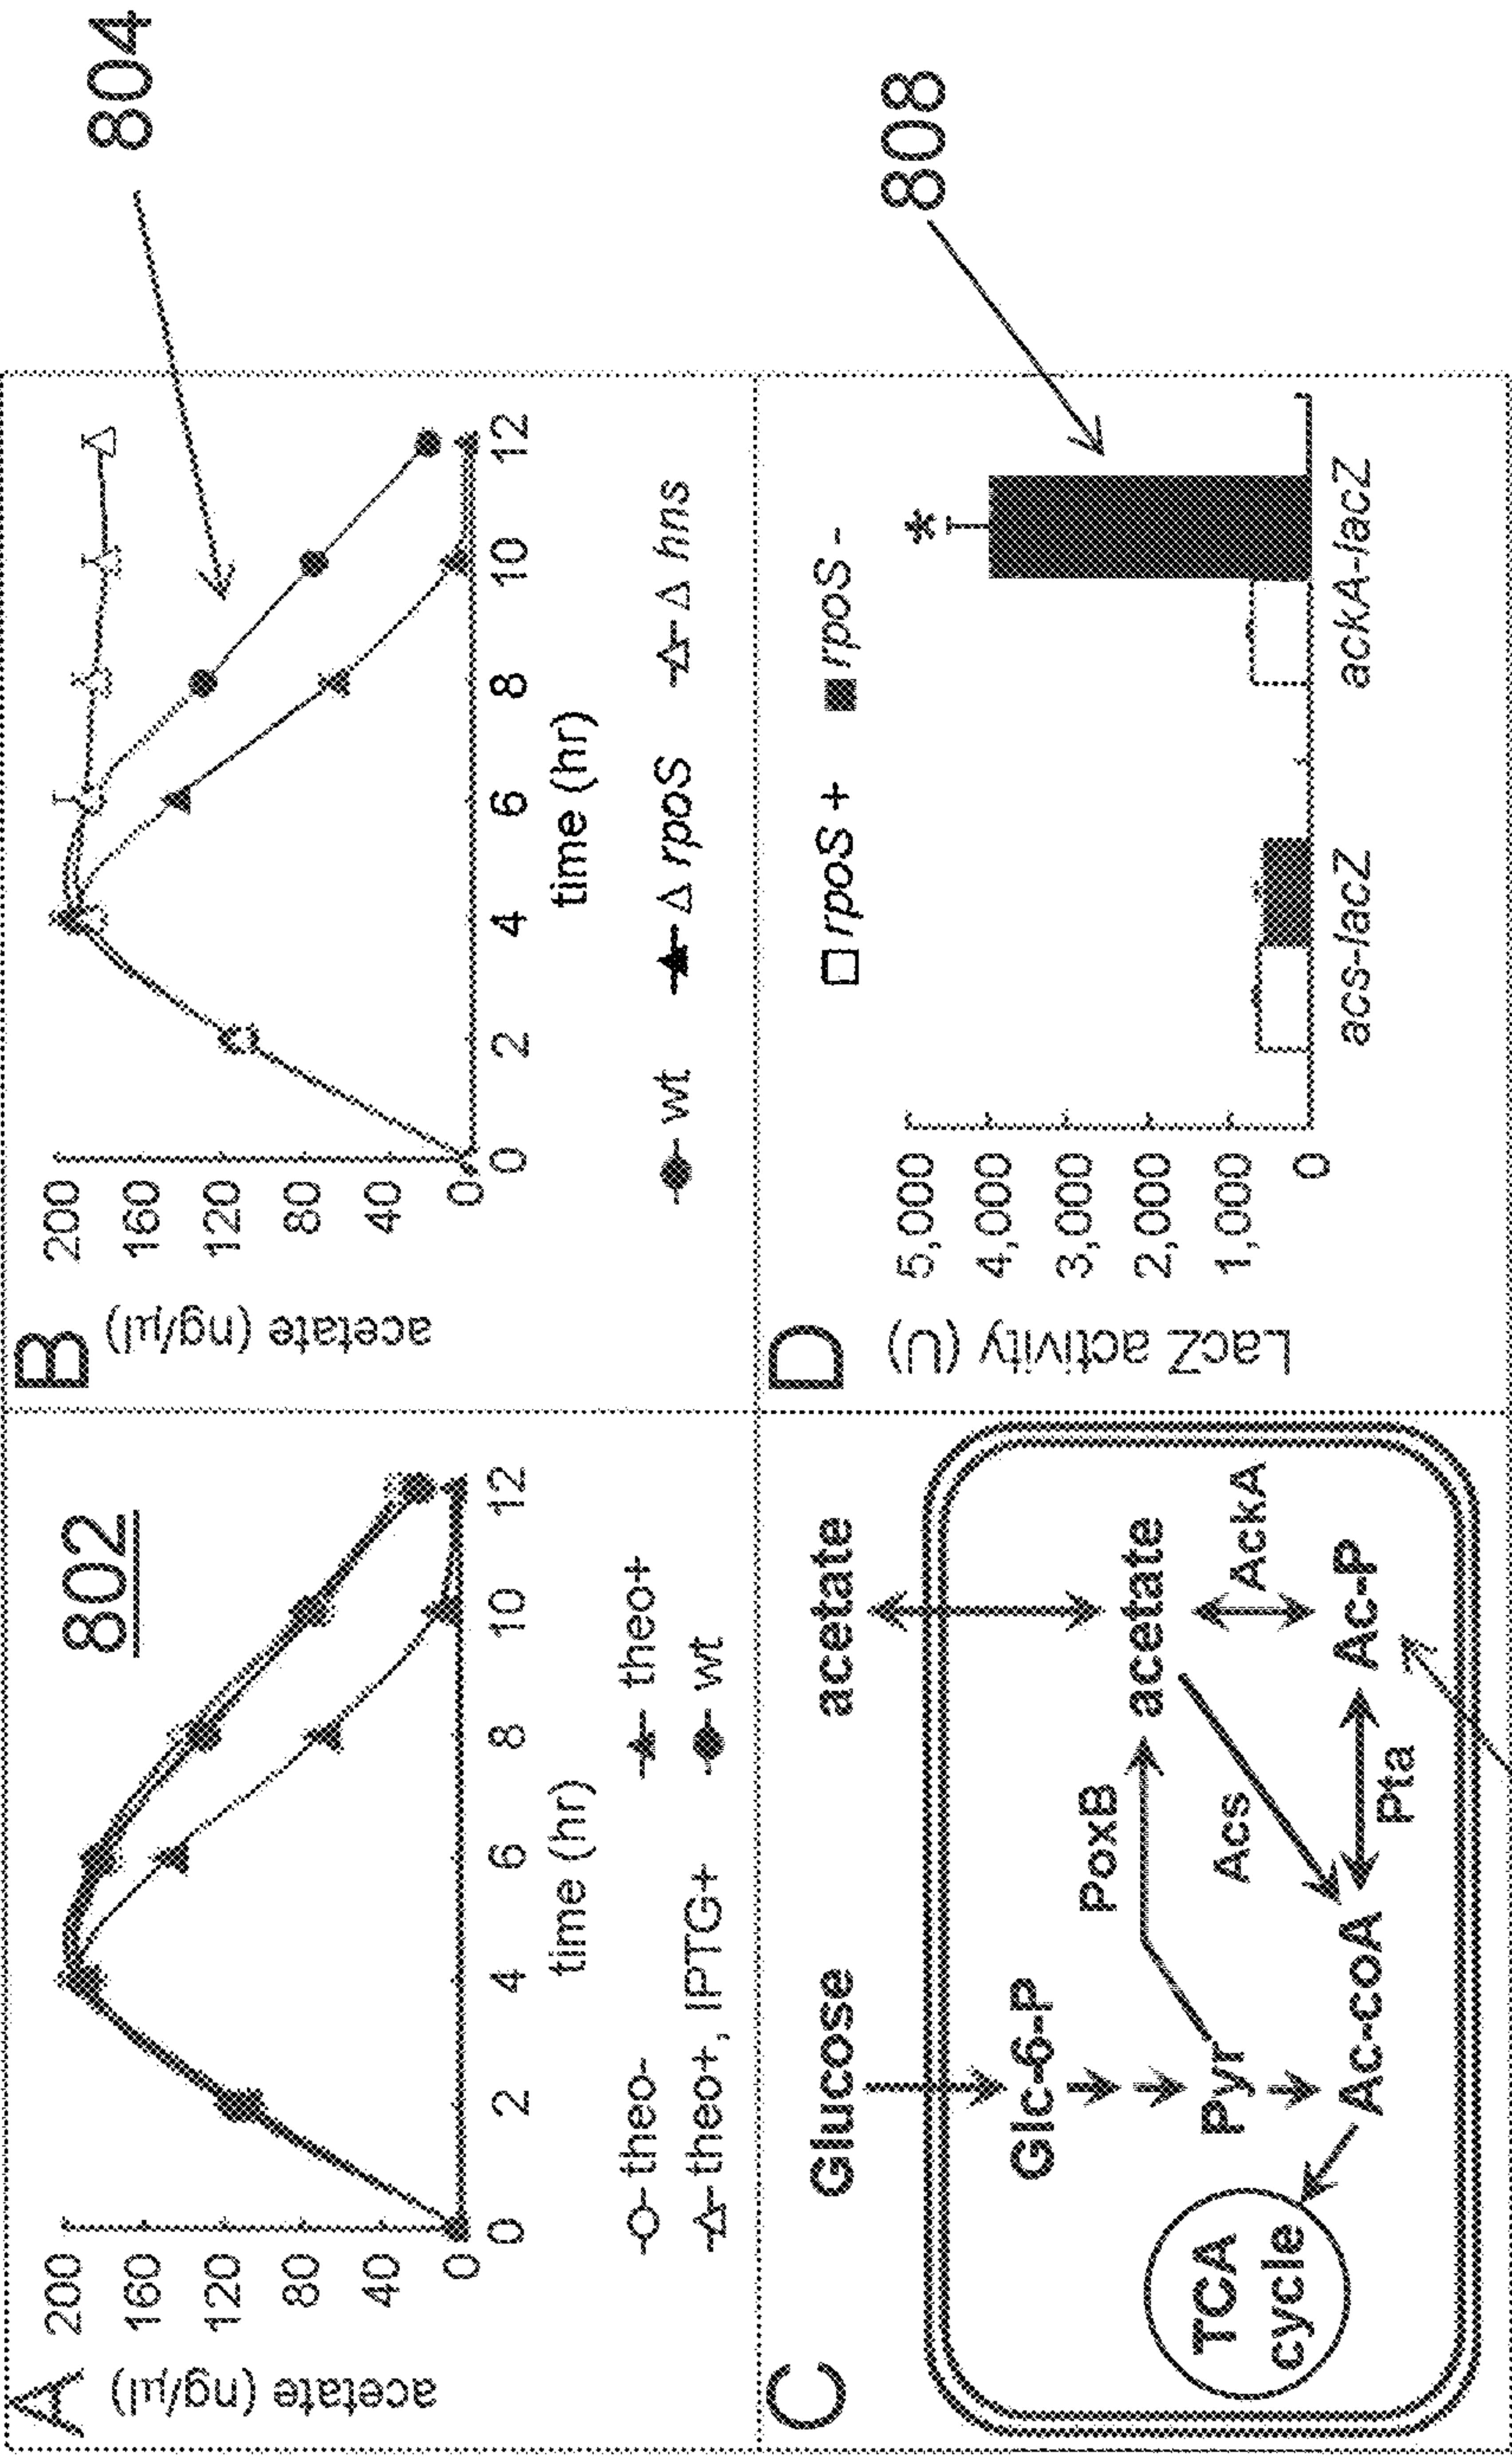 A
802
acetate (ng/µl)
200
160
120
80
40
0
0 2 4 6 8 10 12
time (hr)
theo- theo+
theo+, IPTG+ wt
B
804
acetate (ng/µl)
200
160
120
80
40
0
0 2 4 6 8 10 12
time (hr)
wt Δ rpoS Δ hns
C
Glucose acetate
Glc-6-P
PoxB
Pyr acetate
Acs AckA
TCA
cycle
Ac-coA Ac-P
Pta
D
808
rpoS + rpoS -
LacZ activity (U)
5,000
4,000
3,000
2,000
1,000
0
*
acs-lacZ ackA-lacZ